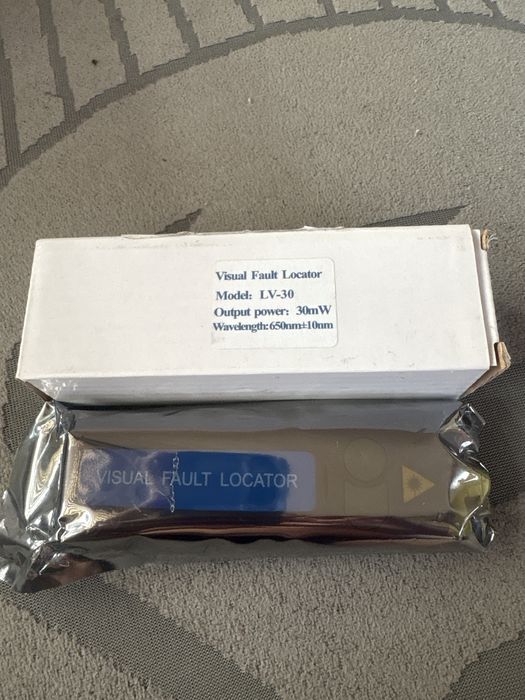 Visual Fault Locator
Model: LV-30
Output power: 30mW
Wavelength:650nm±10nm
VISUAL FAULT LOCATOR